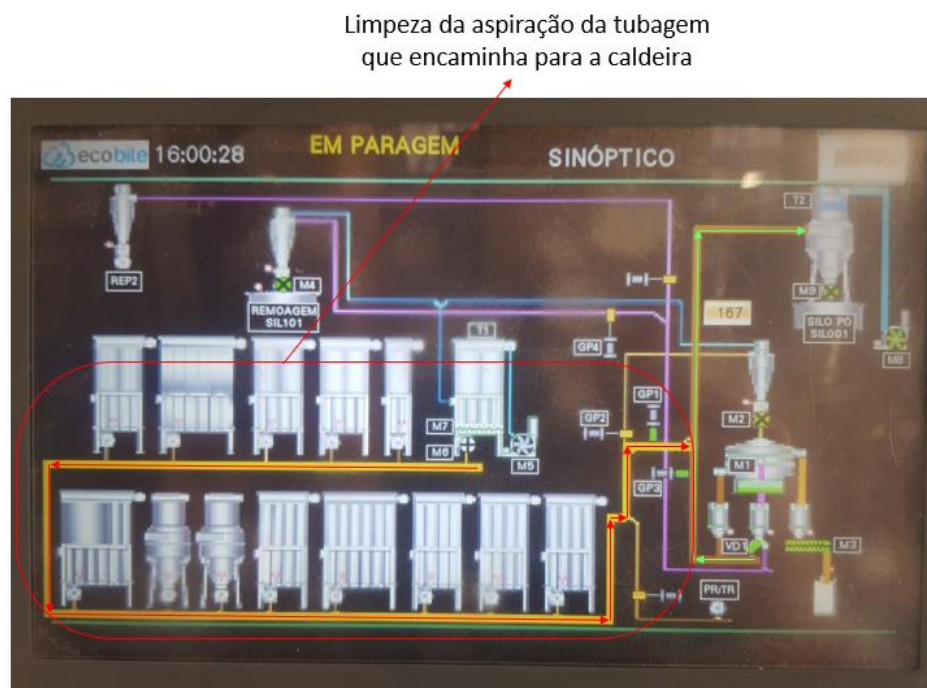 Limpeza da aspiração da tubagem
que encaminha para a caldeira
ecobite 16:00:28
EM PARAGEM
SINÓPTICO
T2
REP2
M4
REMOAGEM
SIL101
M9
167
SILO PÓ
SIL001
T1
GP4
M8
GP1
GP2
M2
M7
M6
M5
M1
GP3
VD1
M3
PR/TR